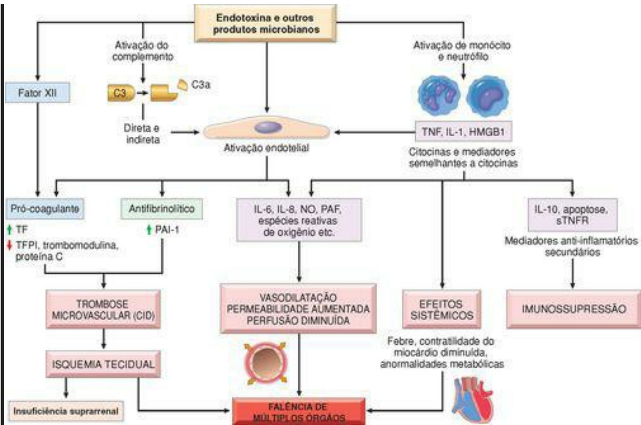 Endotoxina e outros
produtos microbianos
Ativação do
complemento
Ativação de monócito
e neutrófilo
Fator XII
C3
C3a
Direta e
indireta
Ativação endotelial
TNF, IL-1, HMGB1
Citocinas e mediadores
semelhantes a citocinas
Pró-coagulante
TF
TFPI, trombomodulina,
proteína C
Antifibrinolítico
PAI-1
IL-6, IL-8, NO, PAF,
espécies reativas
de oxigênio etc.
IL-10, apoptose,
sTNFR
Mediadores anti-inflamatórios
secundários
TROMBOSE
MICROVASCULAR (CID)
VASODILATAÇÃO
PERMEABILIDADE AUMENTADA
PERFUSÃO DIMINUÍDA
EFEITOS
SISTÊMICOS
IMUNOSSUPRESSÃO
Febre, contratilidade do
miocárdio diminuída,
anormalidades metabólicas
ISQUEMIA TECIDUAL
Insuficiência suprarrenal
FALÊNCIA DE
MÚLTIPLOS ÓRGÃOS